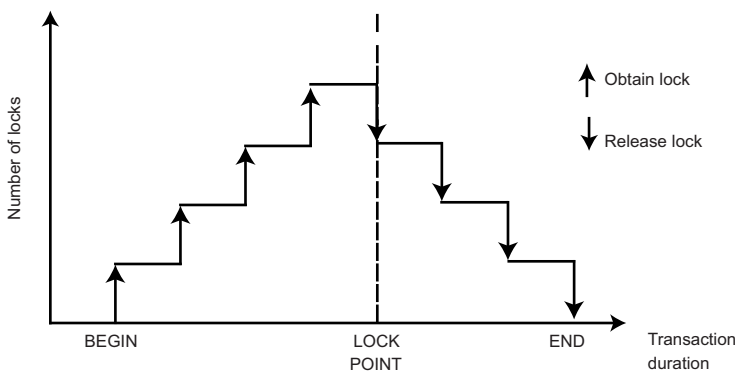 Number of locks
Obtain lock
Release lock
BEGIN
LOCK
POINT
END
Transaction
duration